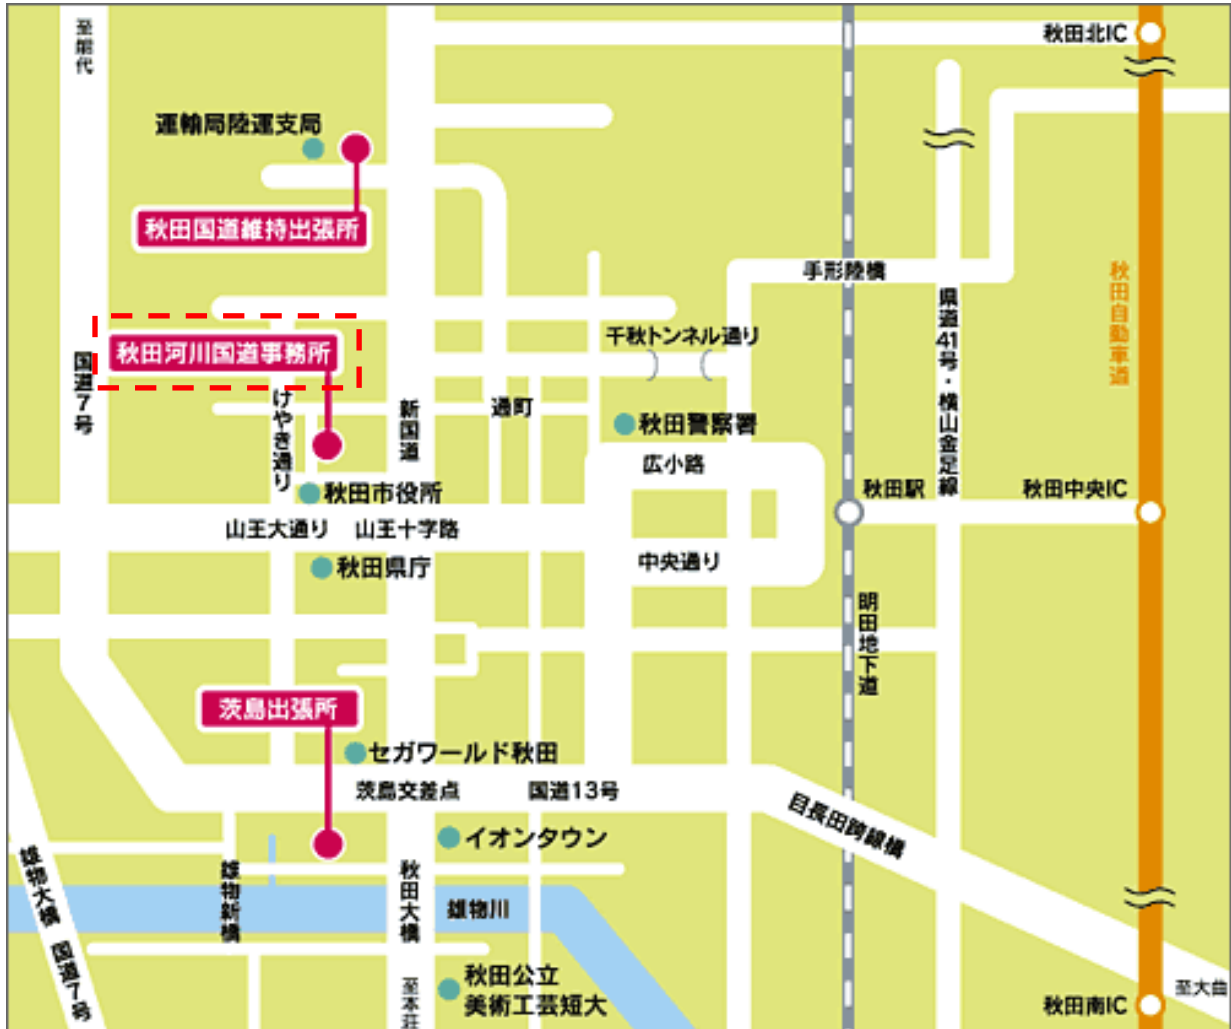 至能代
秋田北IC
運輸局陸運支局
秋田国道維持出張所
手形陸橋
秋田自動車道
県道41号・横山金足線
千秋トンネル通り
秋田河川国道事務所
国道7号
けやき通り
新国道
通町
秋田警察署
広小路
秋田駅
秋田中央IC
秋田市役所
山王大通り
山王十字路
中央通り
秋田県庁
明田地下道
茨島出張所
セガワールド秋田
茨島交差点
国道13号
目長田跨線橋
イオンタウン
雄物大橋
国道7号
雄物新橋
秋田大橋
雄物川
秋田公立
美術工芸短大
至本荘
至大曲
秋田南IC